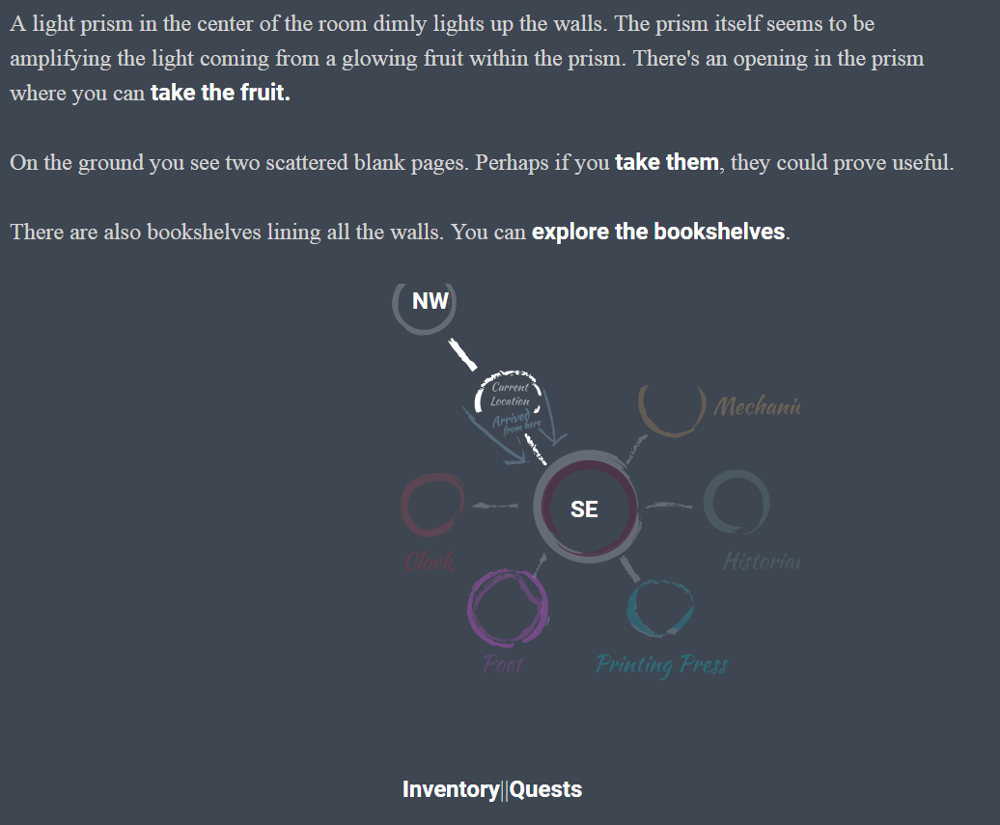 A light prism in the center of the room dimly lights up the walls. The prism itself seems to be
amplifying the light coming from a glowing fruit within the prism. There's an opening in the prism
where you can take the fruit.
On the ground you see two scattered blank pages. Perhaps if you take them, they could prove useful.
There are also bookshelves lining all the walls. You can explore the bookshelves.
NW
Current
Location
Arrived
from here
Mechanic
SE
Clock
Historian
Poet
Printing Press
Inventory||Quests